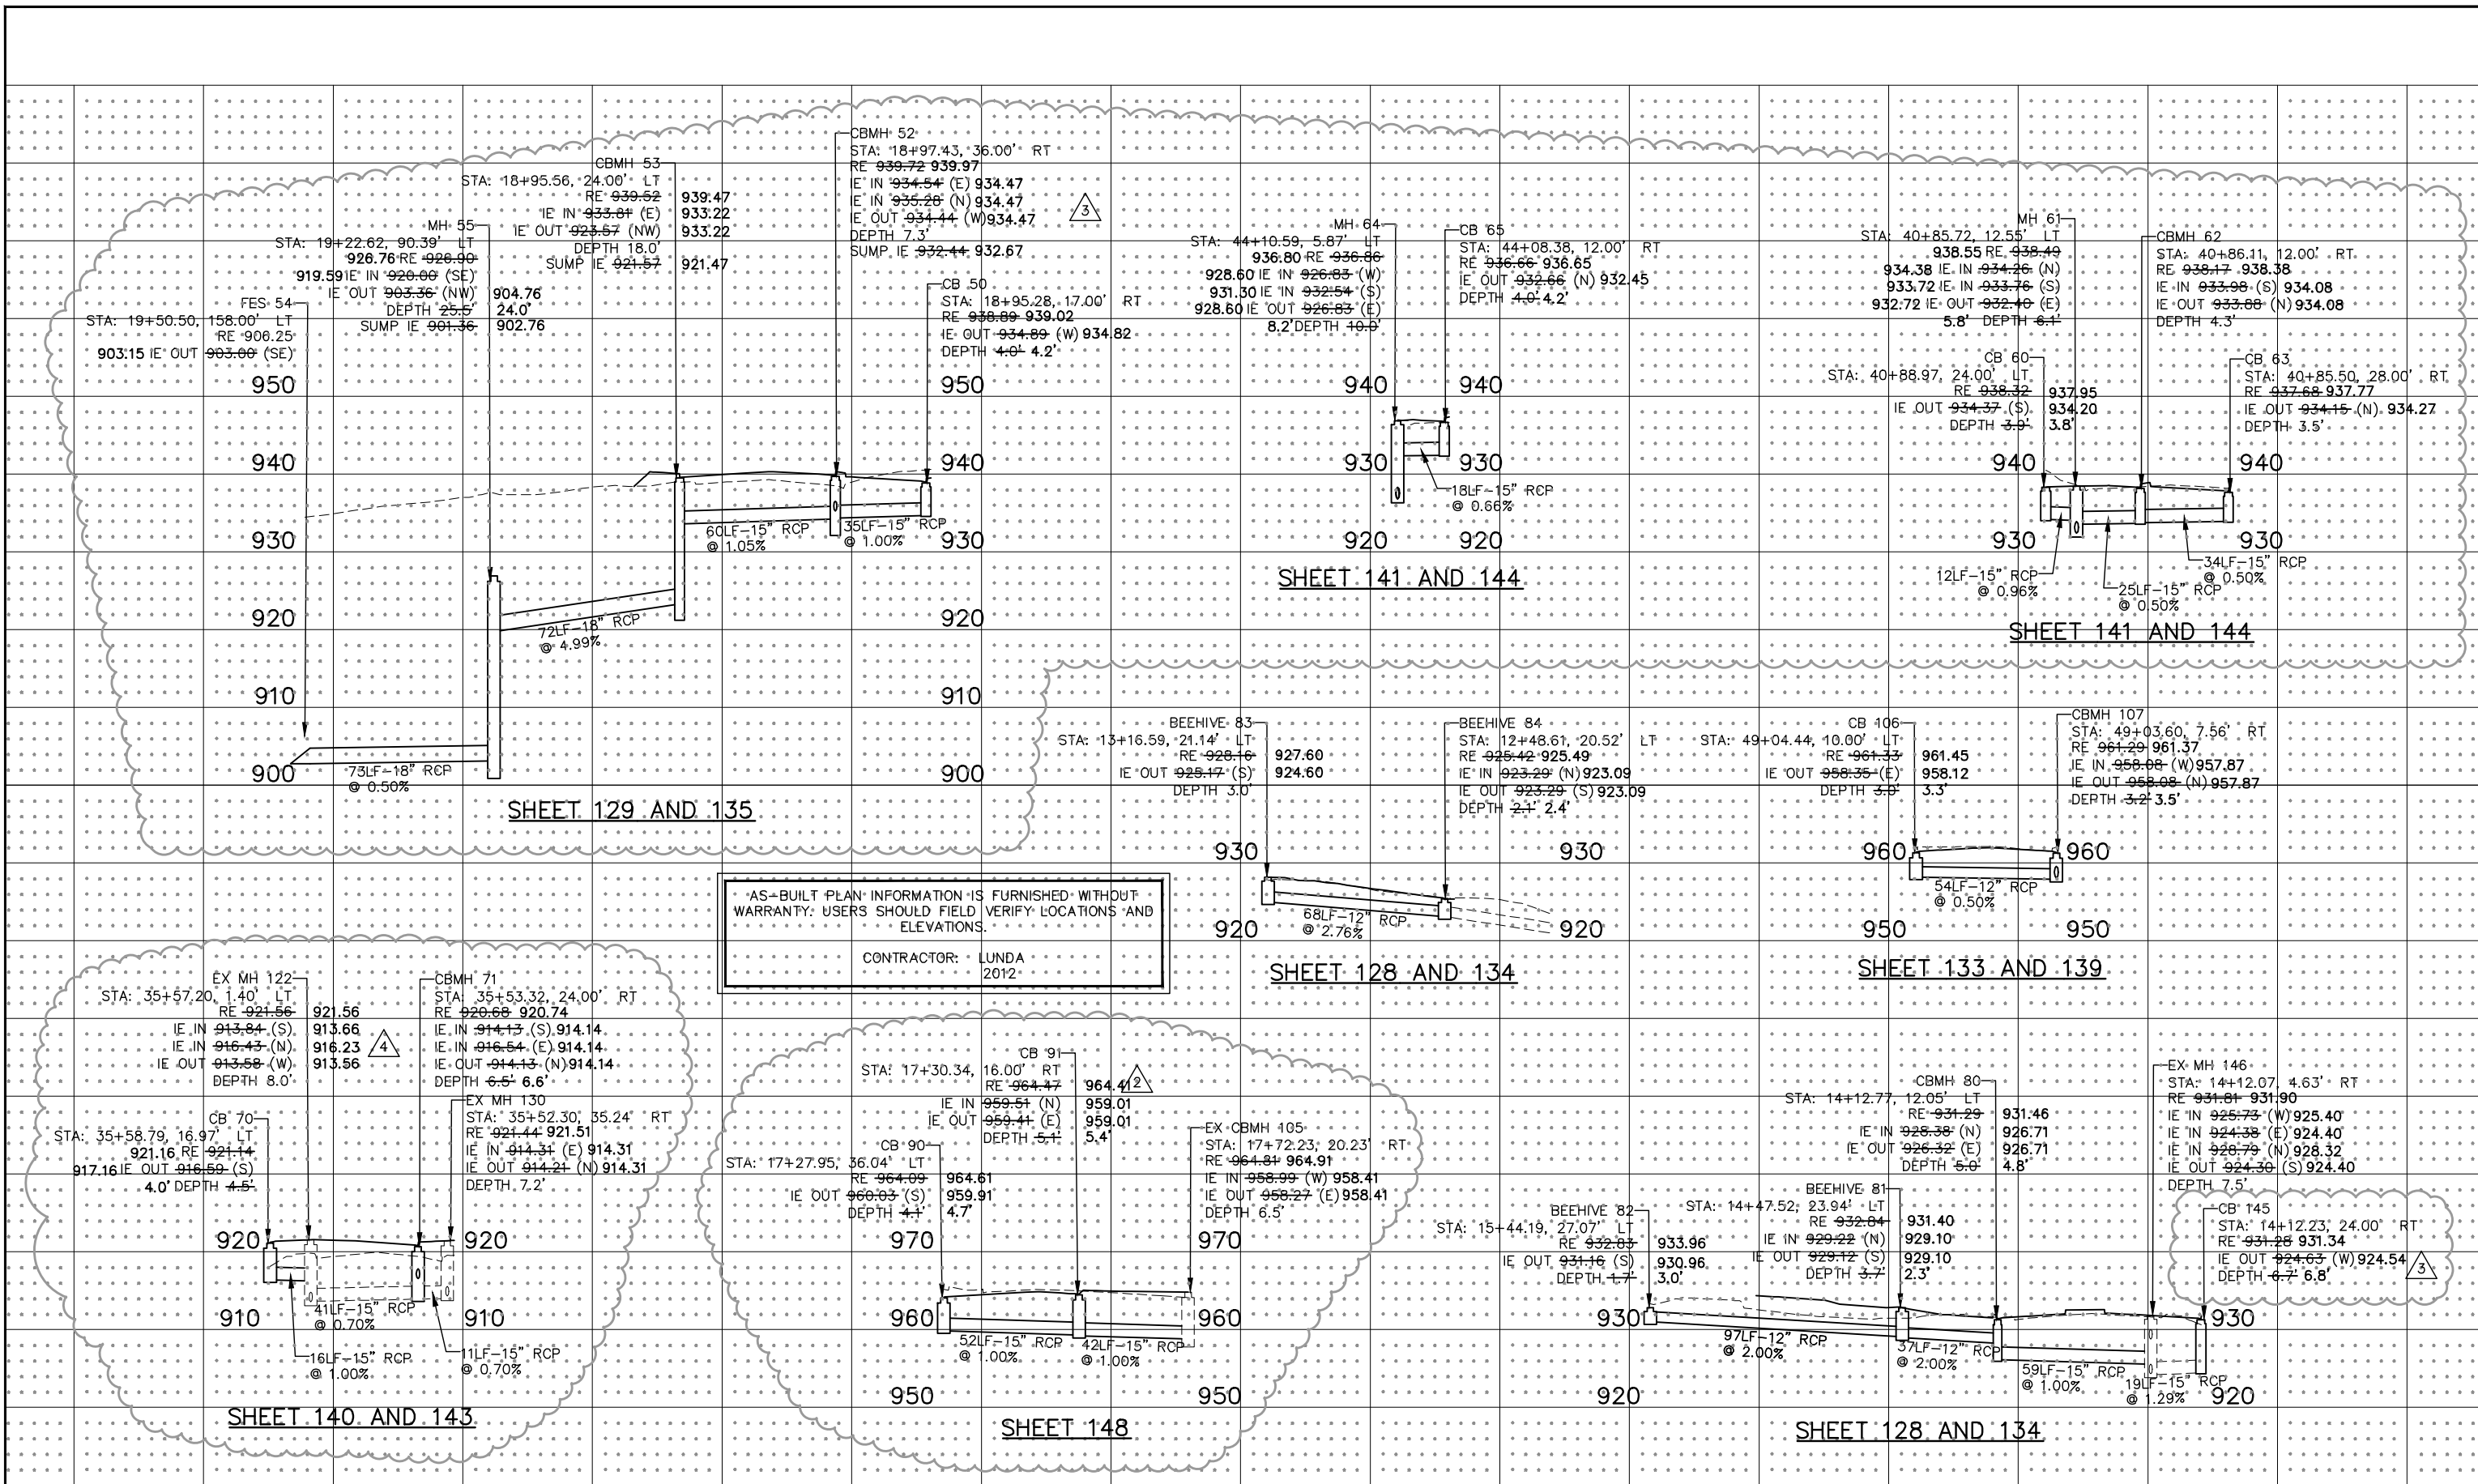 CBMH 52
STA: 18+97.43, 36.00' RT
RE 939.72 939.97
IE IN 934.54 (E) 934.47
IE IN 935.28 (N) 934.47
IE OUT 934.44 (W) 934.47
DEPTH 7.3'
SUMP IE 932.44 932.67
3
CBMH 53
STA: 18+95.56, 24.00' LT
RE 939.52 939.47
IE IN 933.81 (E) 933.22
IE OUT 923.57 (NW) 933.22
DEPTH 18.0'
SUMP IE 921.57 921.47
MH 55
STA: 19+22.62, 90.39' LT
926.76 RE 926.90
919.59 IE IN 920.00 (SE)
IE OUT 903.36 (NW) 904.76
DEPTH 25.5' 24.0'
SUMP IE 901.36 902.76
FES 54
STA: 19+50.50, 158.00' LT
RE 906.25
903.15 IE OUT 903.00 (SE)
CB 50
STA: 18+95.28, 17.00' RT
RE 938.89 939.02
IE OUT 934.89 (W) 934.82
DEPTH 4.0' 4.2'
950 950
940 940
930 930
920 920
910 910
900 900
60LF-15" RCP
@ 1.05%
35LF-15" RCP
@ 1.00%
72LF-18" RCP
@ 4.99%
73LF-18" RCP
@ 0.50%
SHEET 129 AND 135
MH 64
STA: 44+10.59, 5.87' LT
936.80 RE 936.86
928.60 IE IN 926.83 (W)
931.30 IE IN 932.54 (S)
928.60 IE OUT 926.83 (E)
8.2' DEPTH 10.0'
CB 65
STA: 44+08.38, 12.00' RT
RE 936.66 936.65
IE OUT 932.66 (N) 932.45
DEPTH 4.0' 4.2'
940 940
930 930
920 920
18LF-15" RCP
@ 0.66%
SHEET 141 AND 144
MH 61
STA: 40+85.72, 12.55' LT
938.55 RE 938.49
934.38 IE IN 934.26 (N)
933.72 IE IN 933.76 (S)
932.72 IE OUT 932.40 (E)
5.8' DEPTH 6.1'
CBMH 62
STA: 40+86.11, 12.00' RT
RE 938.17 938.38
IE IN 933.98 (S) 934.08
IE OUT 933.88 (N) 934.08
DEPTH 4.3'
CB 60
STA: 40+88.97, 24.00' LT
RE 938.32 937.95
IE OUT 934.37 (S) 934.20
DEPTH 3.9' 3.8'
CB 63
STA: 40+85.50, 28.00' RT
RE 937.68 937.77
IE OUT 934.15 (N) 934.27
DEPTH 3.5'
940 940
930 930
12LF-15" RCP
@ 0.96%
25LF-15" RCP
@ 0.50%
34LF-15" RCP
@ 0.50%
SHEET 141 AND 144
BEEHIVE 83
STA: 13+16.59, 21.14' LT
RE 928.16 927.60
IE OUT 925.17 (S) 924.60
DEPTH 3.0'
BEEHIVE 84
STA: 12+48.61, 20.52' LT
RE 925.42 925.49
IE IN 923.29 (N) 923.09
IE OUT 923.29 (S) 923.09
DEPTH 2.1' 2.4'
930 930
920 920
68LF-12" RCP
@ 2.76%
SHEET 128 AND 134
CB 106
STA: 49+04.44, 10.00' LT
RE 961.33 961.45
IE OUT 958.35 (E) 958.12
DEPTH 3.0' 3.3'
CBMH 107
STA: 49+03.60, 7.56' RT
RE 961.29 961.37
IE IN 958.08 (W) 957.87
IE OUT 958.08 (N) 957.87
DEPTH 3.2' 3.5'
960 960
950 950
54LF-12" RCP
@ 0.50%
SHEET 133 AND 139
AS-BUILT PLAN INFORMATION IS FURNISHED WITHOUT
WARRANTY. USERS SHOULD FIELD VERIFY LOCATIONS AND
ELEVATIONS.
CONTRACTOR: LUNDA
2012
EX MH 122
STA: 35+57.20, 1.40' LT
RE 921.56 921.56
IE IN 913.84 (S) 913.66
IE IN 916.43 (N) 916.23
IE OUT 913.58 (W) 913.56
DEPTH 8.0'
4
CBMH 71
STA: 35+53.32, 24.00' RT
RE 920.68 920.74
IE IN 914.13 (S) 914.14
IE IN 916.54 (E) 914.14
IE OUT 914.13 (N) 914.14
DEPTH 6.5' 6.6'
CB 70
STA: 35+58.79, 16.97' LT
921.16 RE 921.14
917.16 IE OUT 916.59 (S)
4.0' DEPTH 4.5'
EX MH 130
STA: 35+52.30, 35.24' RT
RE 921.44 921.51
IE IN 914.31 (E) 914.31
IE OUT 914.21 (N) 914.31
DEPTH 7.2'
920 920
910 910
41LF-15" RCP
@ 0.70%
16LF-15" RCP
@ 1.00%
11LF-15" RCP
@ 0.70%
SHEET 140 AND 143
CB 91
STA: 17+30.34, 16.00' RT
RE 964.47 964.41
2
IE IN 959.51 (N) 959.01
IE OUT 959.41 (E) 959.01
DEPTH 5.1' 5.4'
CB 90
STA: 17+27.95, 36.04' LT
RE 964.09 964.61
IE OUT 960.03 (S) 959.91
DEPTH 4.1' 4.7'
EX CBMH 105
STA: 17+72.23, 20.23' RT
RE 964.81 964.91
IE IN 958.99 (W) 958.41
IE OUT 958.27 (E) 958.41
DEPTH 6.5'
970 970
960 960
950 950
52LF-15" RCP
@ 1.00%
42LF-15" RCP
@ 1.00%
SHEET 148
CBMH 80
STA: 14+12.77, 12.05' LT
RE 931.29 931.46
IE IN 928.38 (N) 926.71
IE OUT 926.32 (E) 926.71
DEPTH 5.0' 4.8'
EX MH 146
STA: 14+12.07, 4.63' RT
RE 931.81 931.90
IE IN 925.73 (W) 925.40
IE IN 924.38 (E) 924.40
IE IN 928.79 (N) 928.32
IE OUT 924.30 (S) 924.40
DEPTH 7.5'
BEEHIVE 81
STA: 14+47.52, 23.94' LT
RE 932.84 931.40
IE IN 929.22 (N) 929.10
IE OUT 929.12 (S) 929.10
DEPTH 3.7' 2.3'
BEEHIVE 82
STA: 15+44.19, 27.07' LT
RE 932.83 933.96
IE OUT 931.16 (S) 930.96
DEPTH 1.7' 3.0'
CB 145
STA: 14+12.23, 24.00' RT
RE 931.28 931.34
IE OUT 924.63 (W) 924.54
DEPTH 6.7' 6.8'
3
930 930
920 920
97LF-12" RCP
@ 2.00%
37LF-12" RCP
@ 2.00%
59LF-15" RCP
@ 1.00%
19LF-15" RCP
@ 1.29%
SHEET 128 AND 134